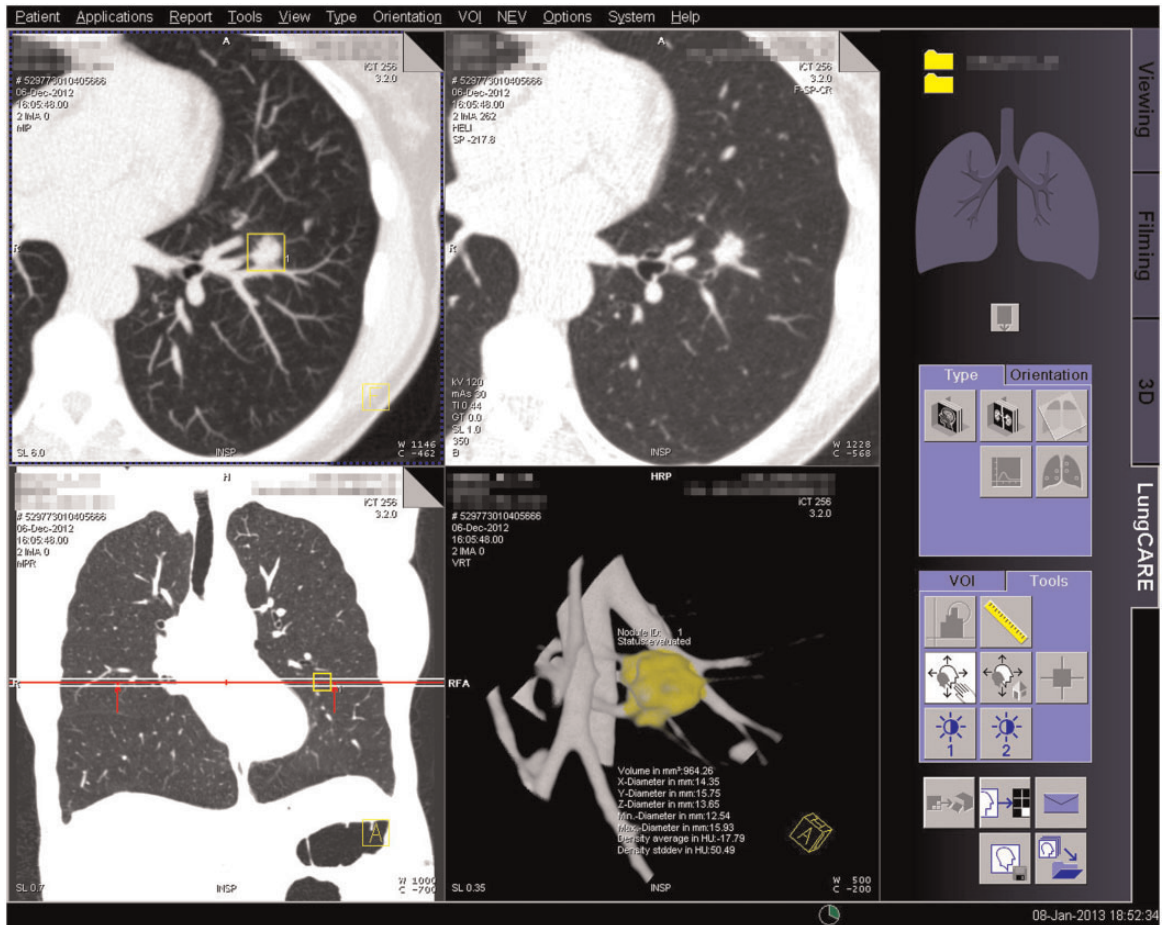 Patient Applications Report Tools View Type Orientation VOI NEV Options System Help
A
# 529773010405666
06-Dec-2012
16:05:48.00
2 IMA 0
MIP
ICT 256
3.2.0
R
1
SL 6.0
INSP
W 1146
C -462
A
# 529773010405666
06-Dec-2012
16:05:48.00
2 IMA 262
HELI
SP -217.8
ICT 256
3.2.0
F-SP-CR
R
kV 120
TI 0.44
GT 0.0
SL 1.0
350
B
INSP
W 1228
C -568
H
# 529773010405666
06-Dec-2012
16:05:48.00
2 IMA 0
MPR
ICT 256
3.2.0
R
A
SL 0.7
INSP
W 1000
C -700
HRP
# 529773010405666
06-Dec-2012
16:05:48.00
2 IMA 0
VRT
ICT 256
3.2.0
RFA
Nodule ID: 1
Status:evaluated
Volume in mm³:964.26
X-Diameter in mm:14.35
Y-Diameter in mm:15.75
Z-Diameter in mm:13.65
Min.-Diameter in mm:12.54
Max.-Diameter in mm:15.93
Density average in HU:-17.79
Density stddev in HU:50.49
A
SL 0.35
INSP
W 500
C -200
Viewing
Filming
3D
LungCARE
Type Orientation
VOI Tools
1 2
08-Jan-2013 18:52:34